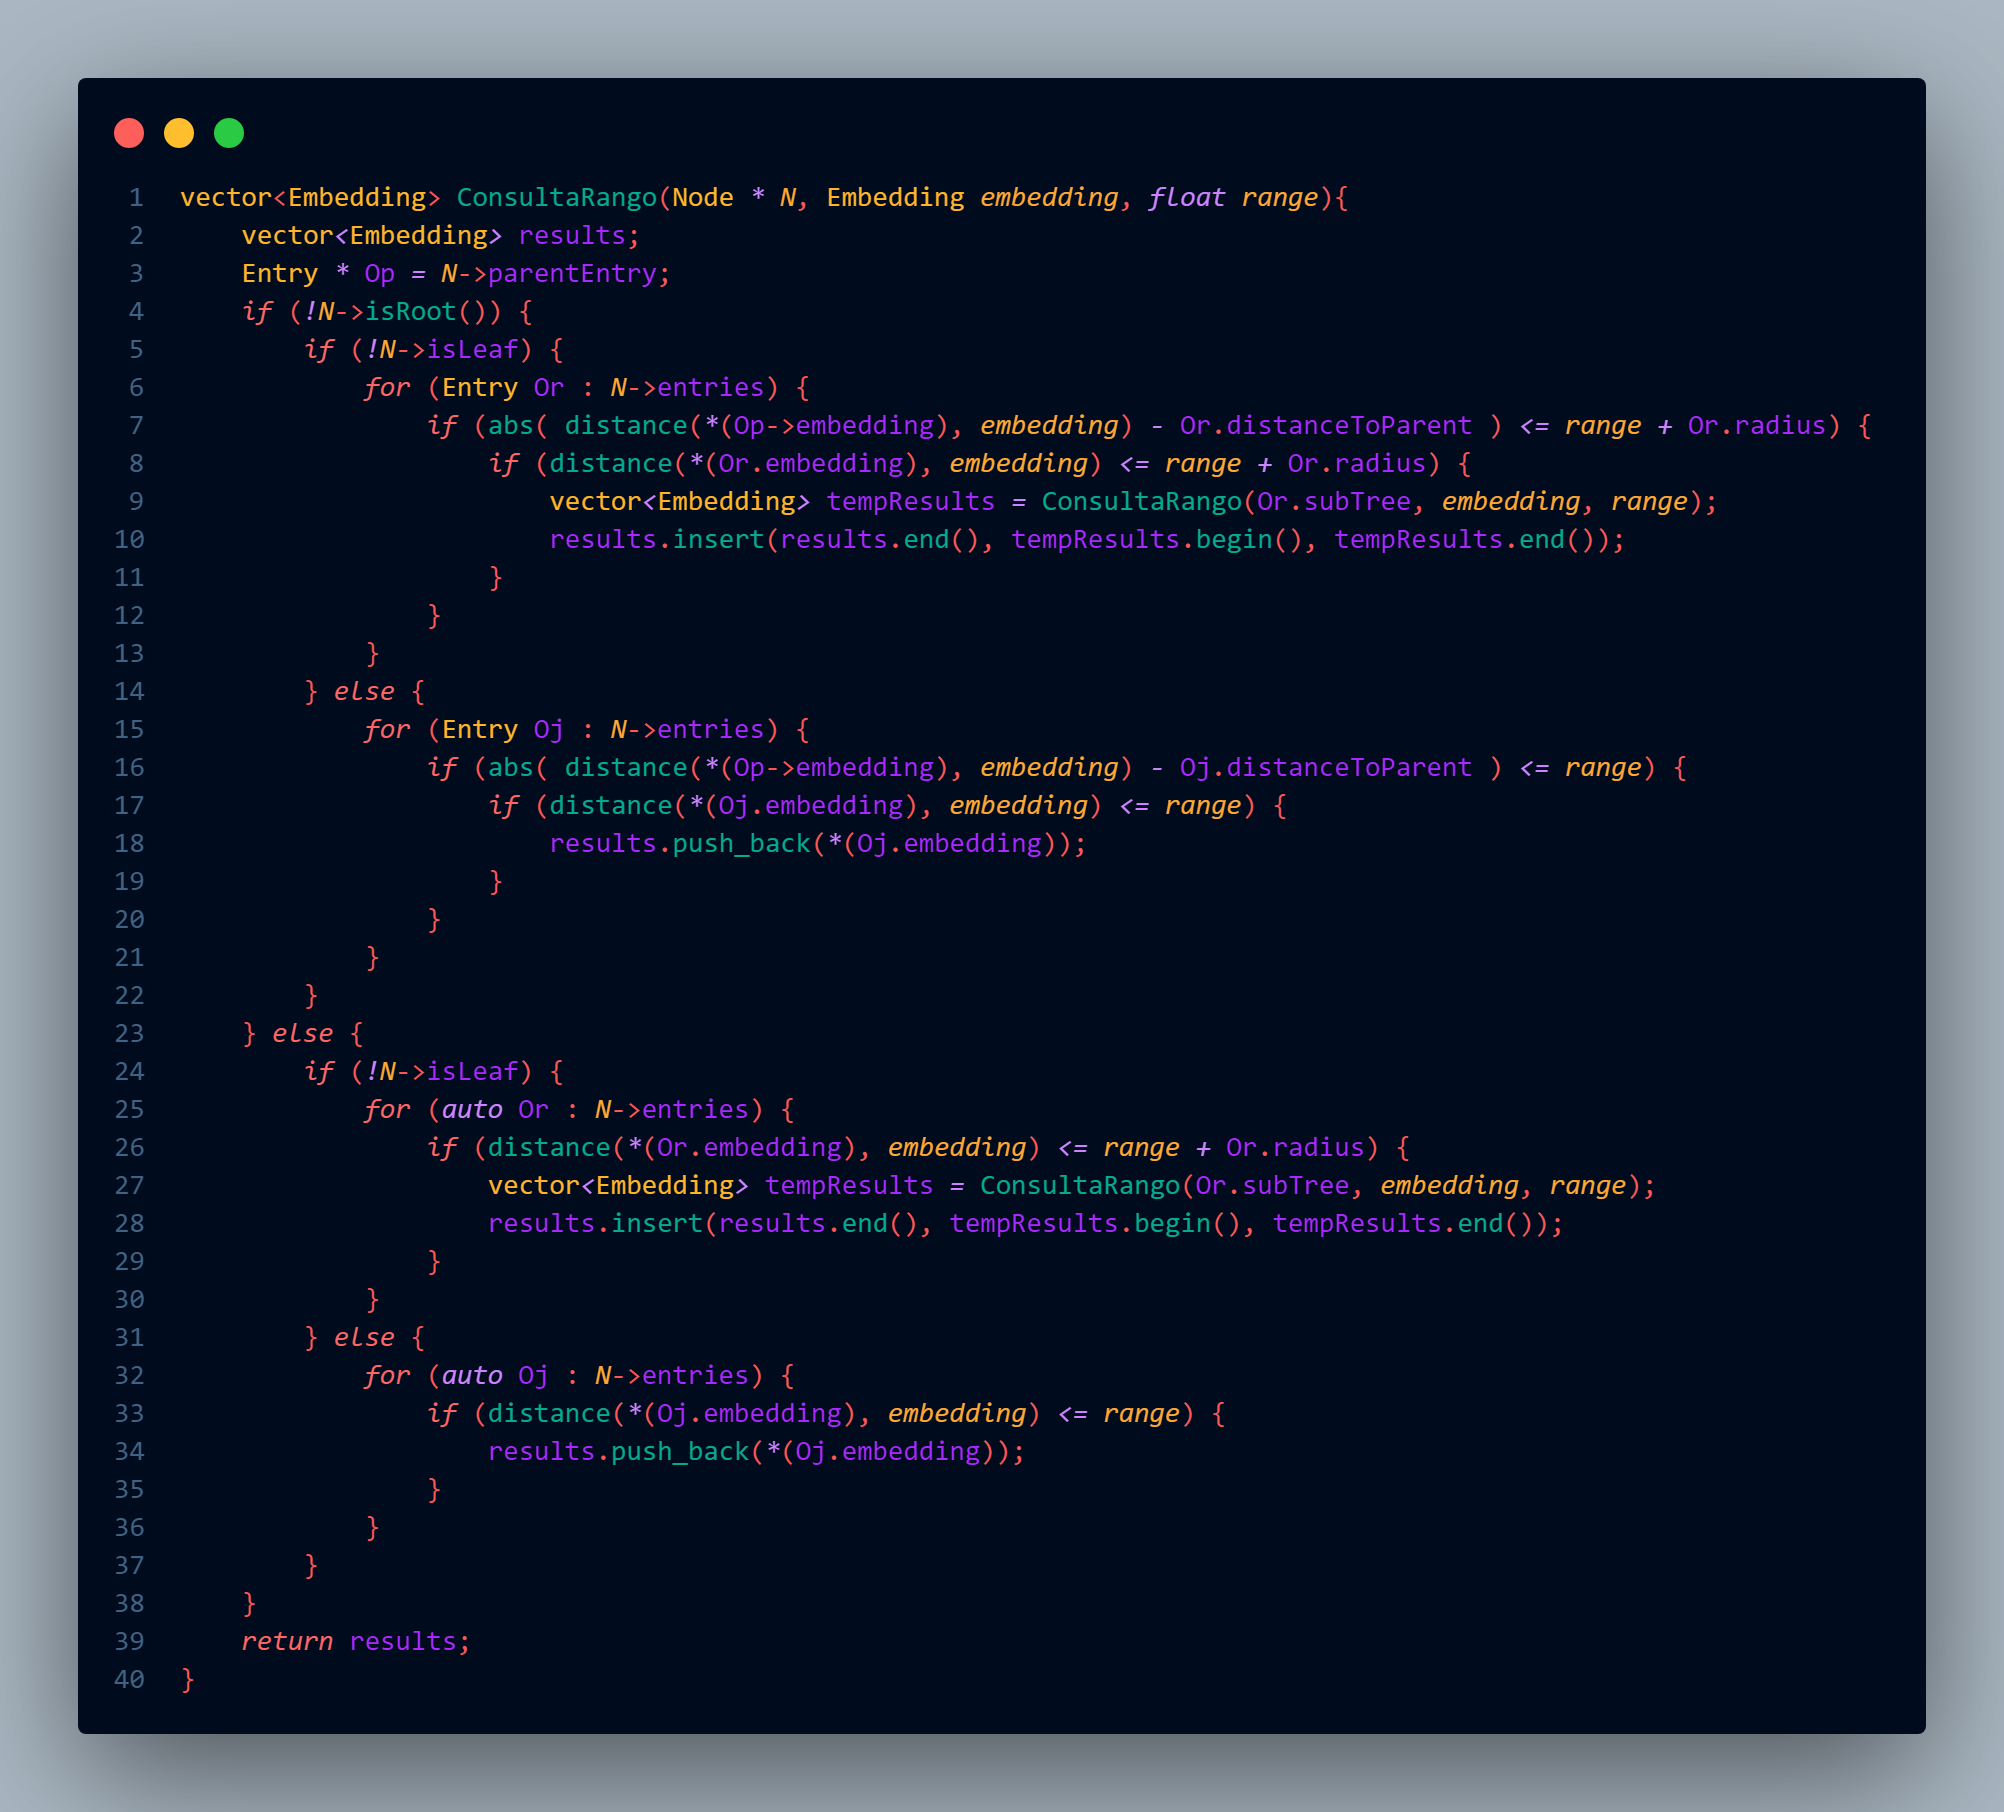 1 vector<Embedding> ConsultaRango(Node * N, Embedding embedding, float range){
2     vector<Embedding> results;
3     Entry * Op = N->parentEntry;
4     if (!N->isRoot()) {
5         if (!N->isLeaf) {
6             for (Entry Or : N->entries) {
7                 if (abs( distance(*(Op->embedding), embedding) - Or.distanceToParent ) <= range + Or.radius) {
8                     if (distance(*(Or.embedding), embedding) <= range + Or.radius) {
9                         vector<Embedding> tempResults = ConsultaRango(Or.subTree, embedding, range);
10                         results.insert(results.end(), tempResults.begin(), tempResults.end());
11                     }
12                 }
13             }
14         } else {
15             for (Entry Oj : N->entries) {
16                 if (abs( distance(*(Op->embedding), embedding) - Oj.distanceToParent ) <= range) {
17                     if (distance(*(Oj.embedding), embedding) <= range) {
18                         results.push_back(*(Oj.embedding));
19                     }
20                 }
21             }
22         }
23     } else {
24         if (!N->isLeaf) {
25             for (auto Or : N->entries) {
26                 if (distance(*(Or.embedding), embedding) <= range + Or.radius) {
27                     vector<Embedding> tempResults = ConsultaRango(Or.subTree, embedding, range);
28                     results.insert(results.end(), tempResults.begin(), tempResults.end());
29                 }
30             }
31         } else {
32             for (auto Oj : N->entries) {
33                 if (distance(*(Oj.embedding), embedding) <= range) {
34                     results.push_back(*(Oj.embedding));
35                 }
36             }
37         }
38     }
39     return results;
40 }